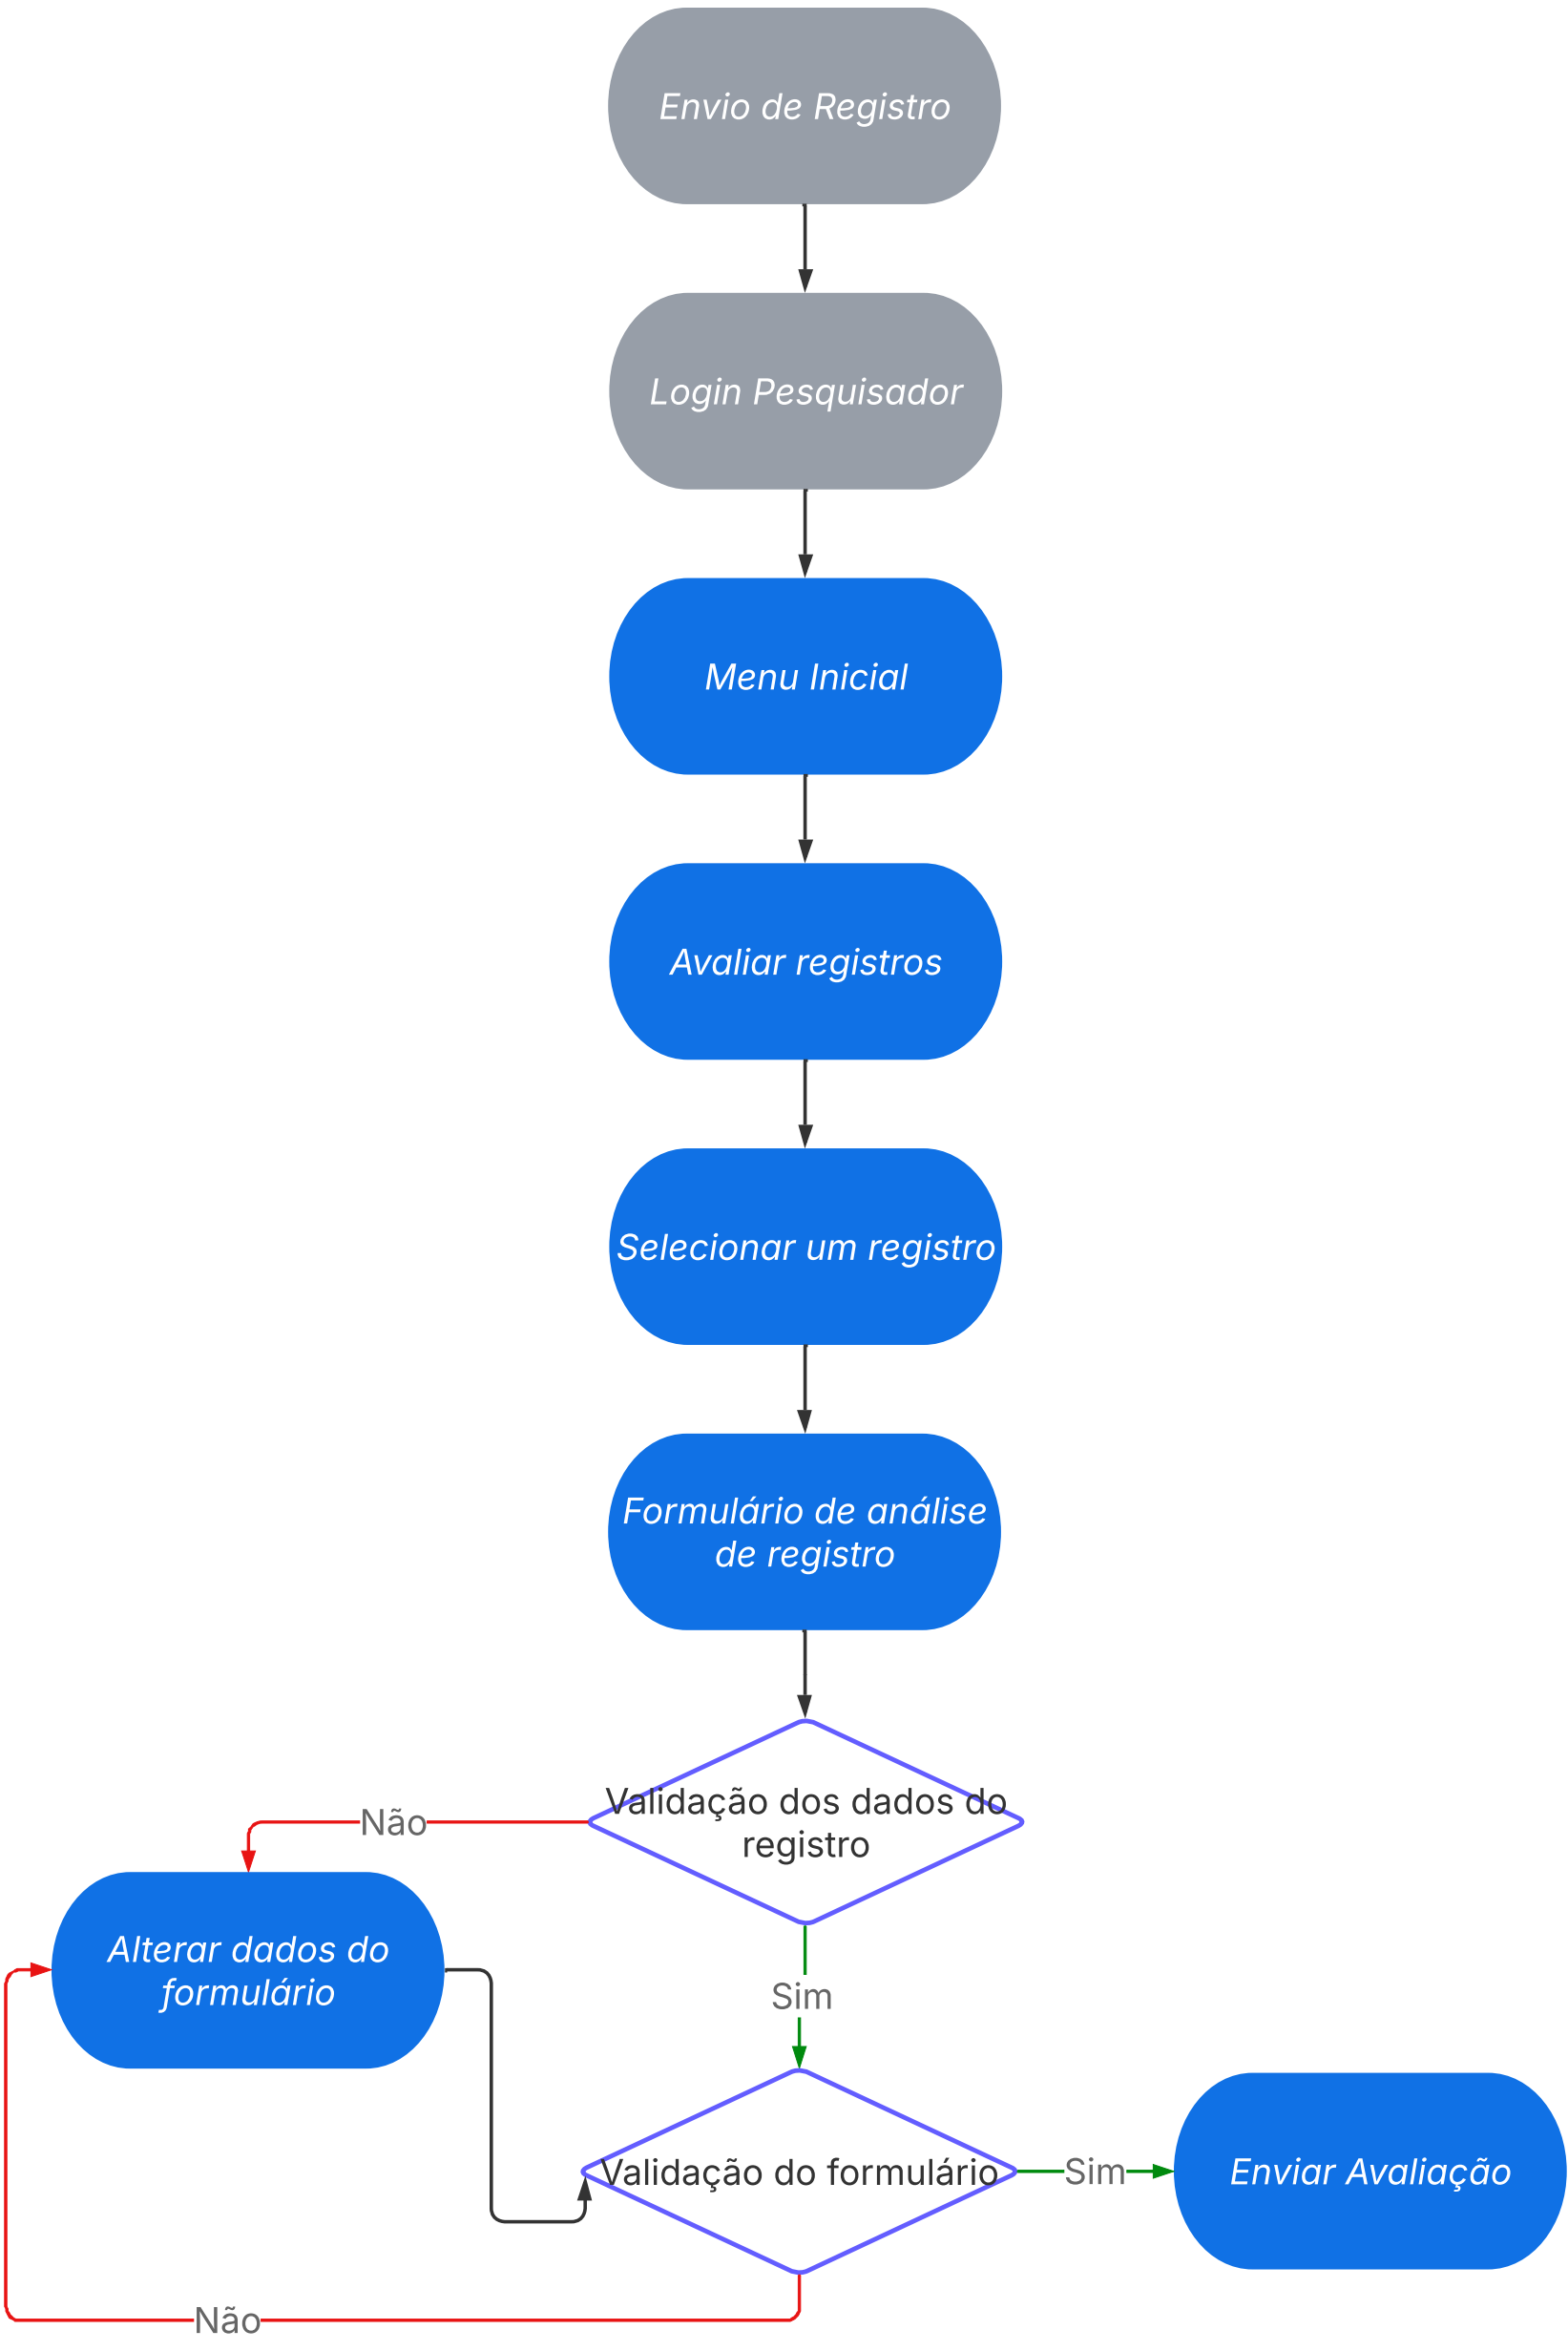 Envio de Registro
Login Pesquisador
Menu Inicial
Avaliar registros
Selecionar um registro
Formulário de análise
de registro
Validação dos dados do
registro
Não
Alterar dados do
formulário
Sim
Validação do formulário
Sim
Enviar Avaliação
Não